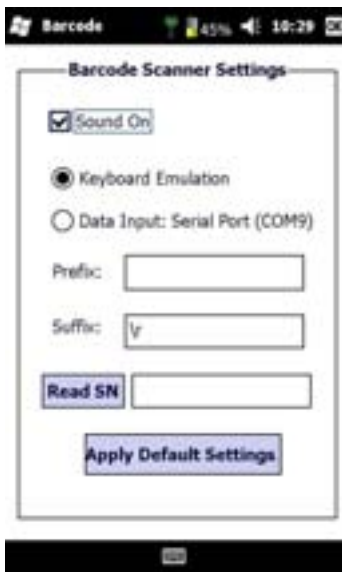 Barcode 45% 10:29
Barcode Scanner Settings
Sound On
Keyboard Emulation
Data Input: Serial Port (COM9)
Prefix:
Suffix: \r
Read SN
Apply Default Settings